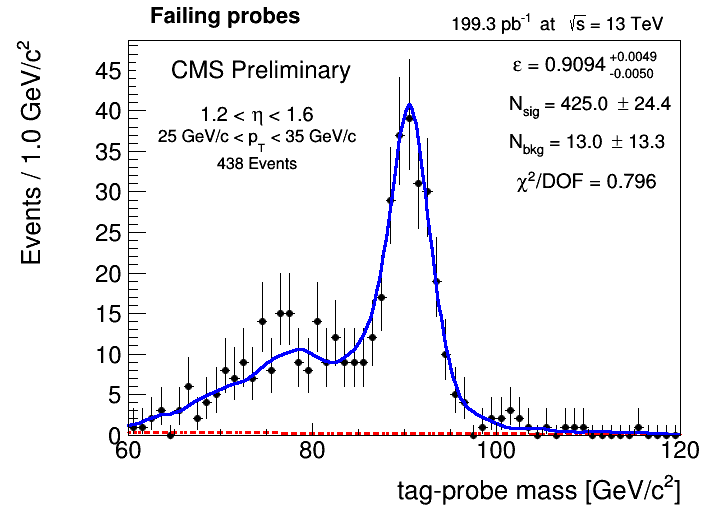 Failing probes
199.3 pb⁻¹ at √s = 13 TeV
CMS Preliminary
1.2 < η < 1.6
25 GeV/c < p_T < 35 GeV/c
438 Events
ε = 0.9094 +0.0049 -0.0050
N_sig = 425.0 ± 24.4
N_bkg = 13.0 ± 13.3
χ²/DOF = 0.796
Events / 1.0 GeV/c²
45
40
35
30
25
20
15
10
5
0
60 80 100 120
tag-probe mass [GeV/c²]